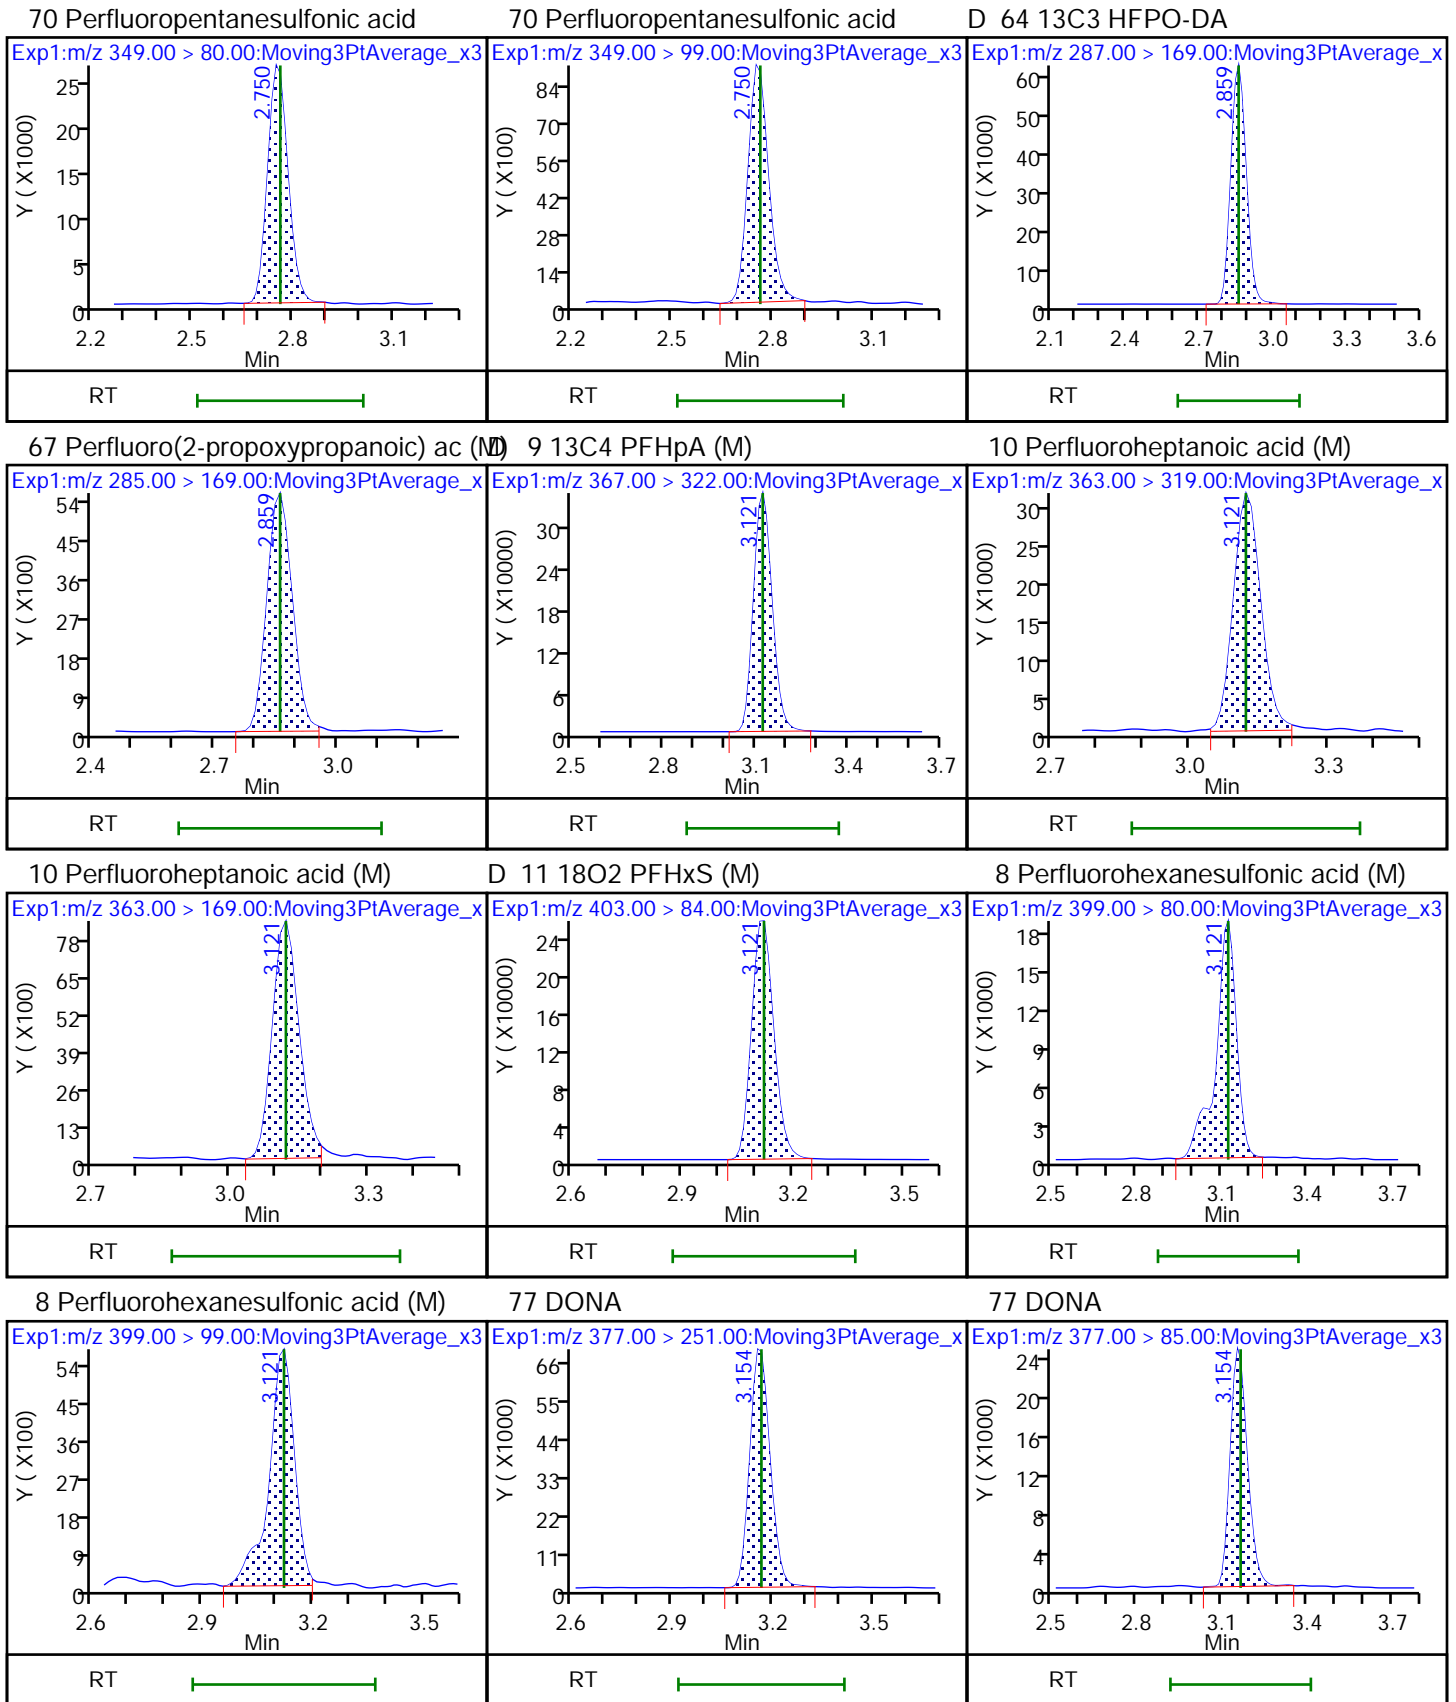 70 Perfluoropentanesulfonic acid
Exp1:m/z 349.00 > 80.00:Moving3PtAverage_x3
Y ( X1000)
25
20
15
10
5
0
2.750
2.2 2.5 2.8 3.1
Min
RT
70 Perfluoropentanesulfonic acid
Exp1:m/z 349.00 > 99.00:Moving3PtAverage_x3
Y ( X100)
84
70
56
42
28
14
0
2.750
2.2 2.5 2.8 3.1
Min
RT
D 64 13C3 HFPO-DA
Exp1:m/z 287.00 > 169.00:Moving3PtAverage_x
Y ( X1000)
60
50
40
30
20
10
0
2.859
2.1 2.4 2.7 3.0 3.3 3.6
Min
RT
67 Perfluoro(2-propoxypropanoic) ac (M)
Exp1:m/z 285.00 > 169.00:Moving3PtAverage_x
Y ( X100)
54
45
36
27
18
9
0
2.859
2.4 2.7 3.0
Min
RT
D 9 13C4 PFHpA (M)
Exp1:m/z 367.00 > 322.00:Moving3PtAverage_x
Y ( X10000)
30
24
18
12
6
0
3.121
2.5 2.8 3.1 3.4 3.7
Min
RT
10 Perfluoroheptanoic acid (M)
Exp1:m/z 363.00 > 319.00:Moving3PtAverage_x
Y ( X1000)
30
25
20
15
10
5
0
3.121
2.7 3.0 3.3
Min
RT
10 Perfluoroheptanoic acid (M)
Exp1:m/z 363.00 > 169.00:Moving3PtAverage_x
Y ( X100)
78
65
52
39
26
13
0
3.121
2.7 3.0 3.3
Min
RT
D 11 18O2 PFHxS (M)
Exp1:m/z 403.00 > 84.00:Moving3PtAverage_x3
Y ( X10000)
24
20
16
12
8
4
0
3.121
2.6 2.9 3.2 3.5
Min
RT
8 Perfluorohexanesulfonic acid (M)
Exp1:m/z 399.00 > 80.00:Moving3PtAverage_x3
Y ( X1000)
18
15
12
9
6
3
0
3.121
2.5 2.8 3.1 3.4 3.7
Min
RT
8 Perfluorohexanesulfonic acid (M)
Exp1:m/z 399.00 > 99.00:Moving3PtAverage_x3
Y ( X100)
54
45
36
27
18
9
0
3.121
2.6 2.9 3.2 3.5
Min
RT
77 DONA
Exp1:m/z 377.00 > 251.00:Moving3PtAverage_x
Y ( X1000)
66
55
44
33
22
11
0
3.154
2.6 2.9 3.2 3.5
Min
RT
77 DONA
Exp1:m/z 377.00 > 85.00:Moving3PtAverage_x3
Y ( X1000)
24
20
16
12
8
4
0
3.154
2.5 2.8 3.1 3.4 3.7
Min
RT